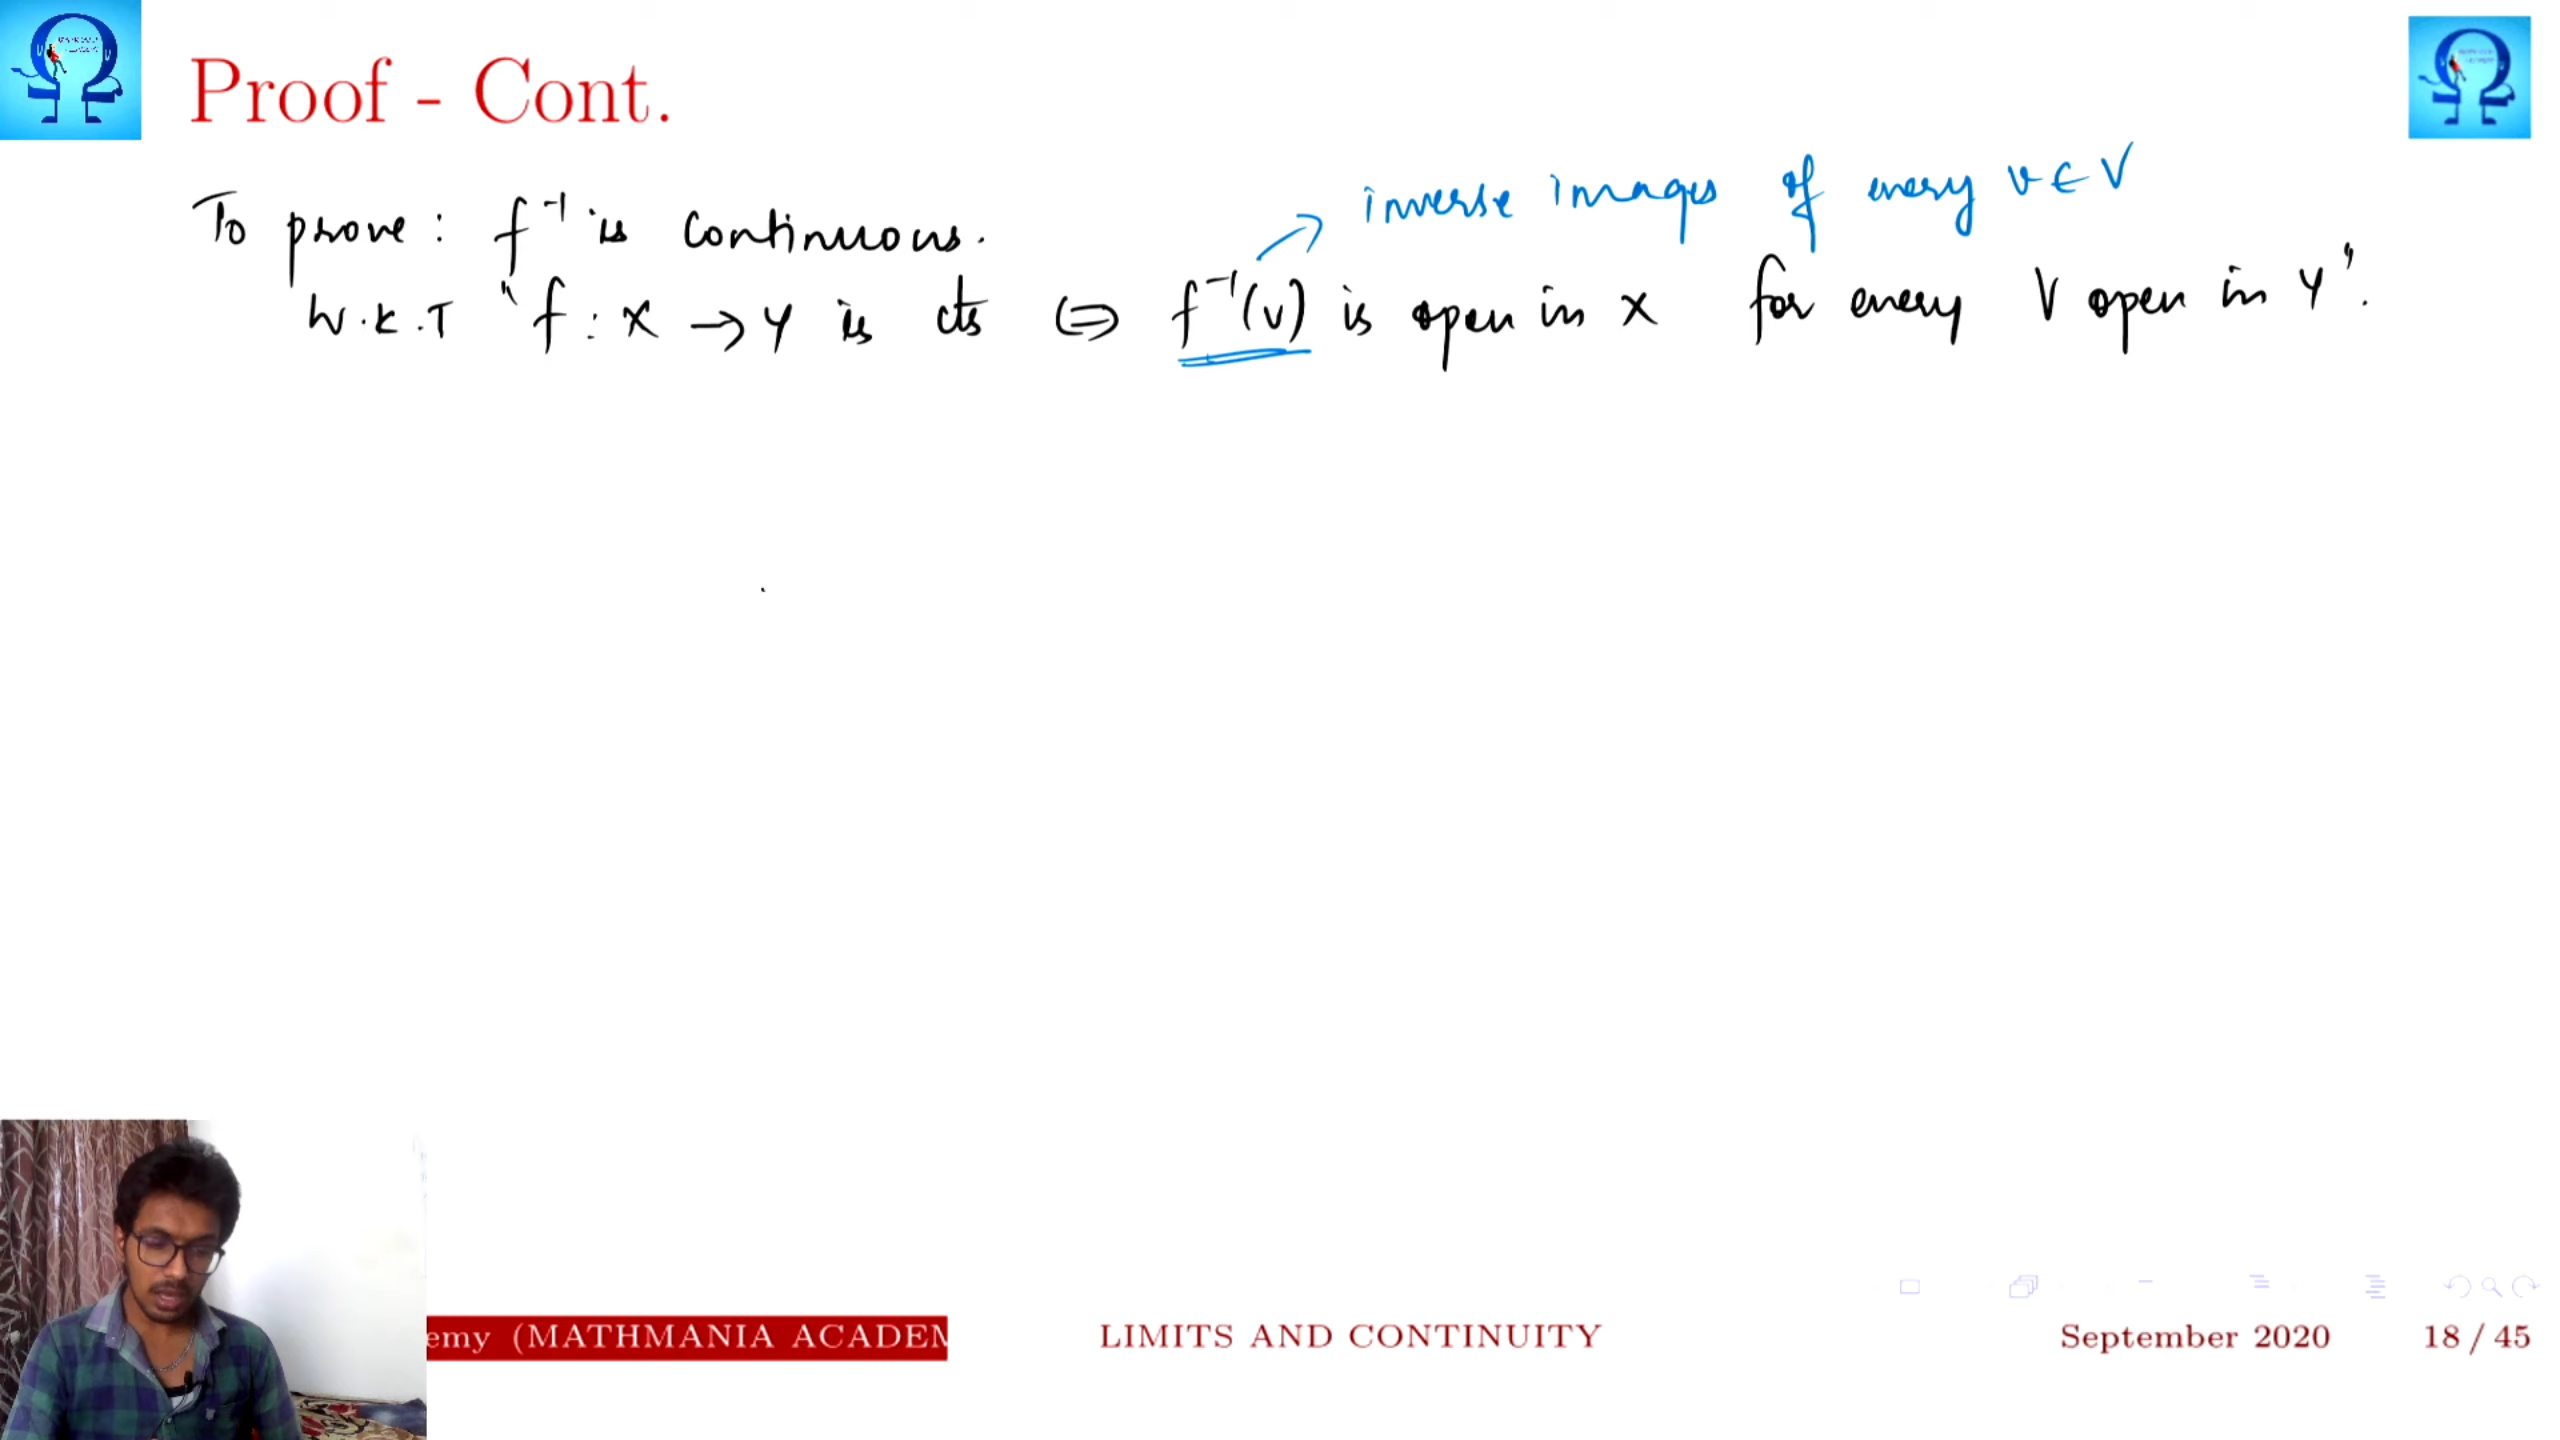 Proof - Cont.
inverse images of every v ∈ V
To prove : f⁻¹ is continuous.
W.K.T "f : X → Y is cts ⇔ f⁻¹(V) is open in X for every V open in Y".
emy (MATHMANIA ACADEM
LIMITS AND CONTINUITY
September 2020
18 / 45